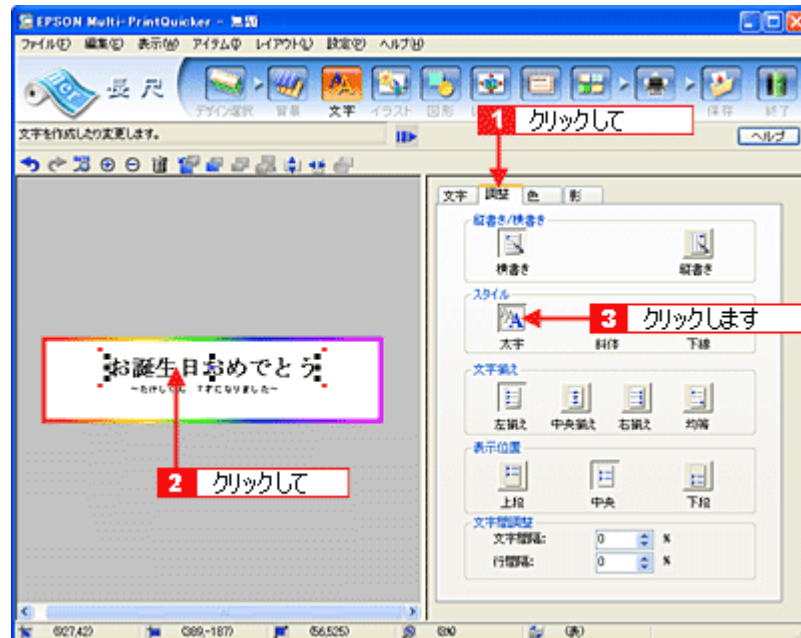 EPSON Multi-PrintQuicker - 無題
ファイル(F) 編集(E) 表示(W) アイテム(I) レイアウト(L) 設定(P) ヘルプ(H)
長尺
デザイン選択 背景 文字 イラスト 図形 保存 終了
1 クリックして
文字を作成したり変更します。
ヘルプ
文字 調整 色 影
縦書き/横書き
横書き 縦書き
スタイル
3 クリックします
太字 斜体 下線
お誕生日おめでとう
文字揃え
左揃え 中央揃え 右揃え 均等
表示位置
2 クリックして
上段 中央 下段
文字間調整
文字間隔: 0 %
行間隔: 0 %